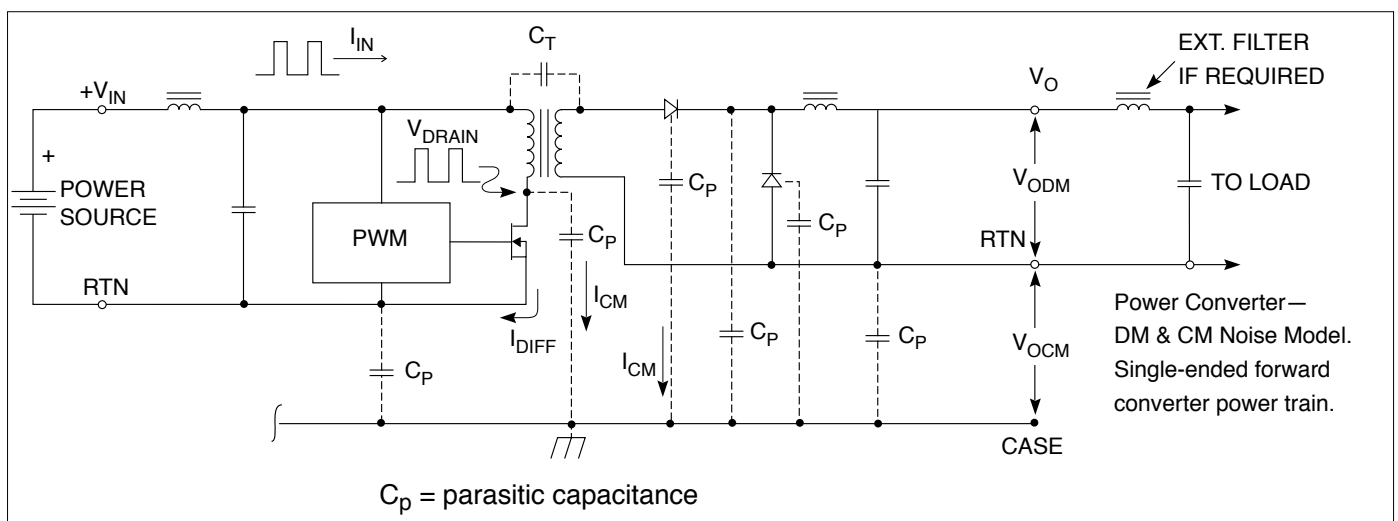 I_IN
C_T
EXT. FILTER
IF REQUIRED
+V_IN
V_O
V_DRAIN
+
POWER
SOURCE
C_P
C_P
V_ODM
TO LOAD
PWM
C_P
RTN
RTN
I_CM
I_DIFF
C_P
I_CM
C_P
C_P
V_OCM
Power Converter—
DM & CM Noise Model.
Single-ended forward
converter power train.
CASE
C_p = parasitic capacitance